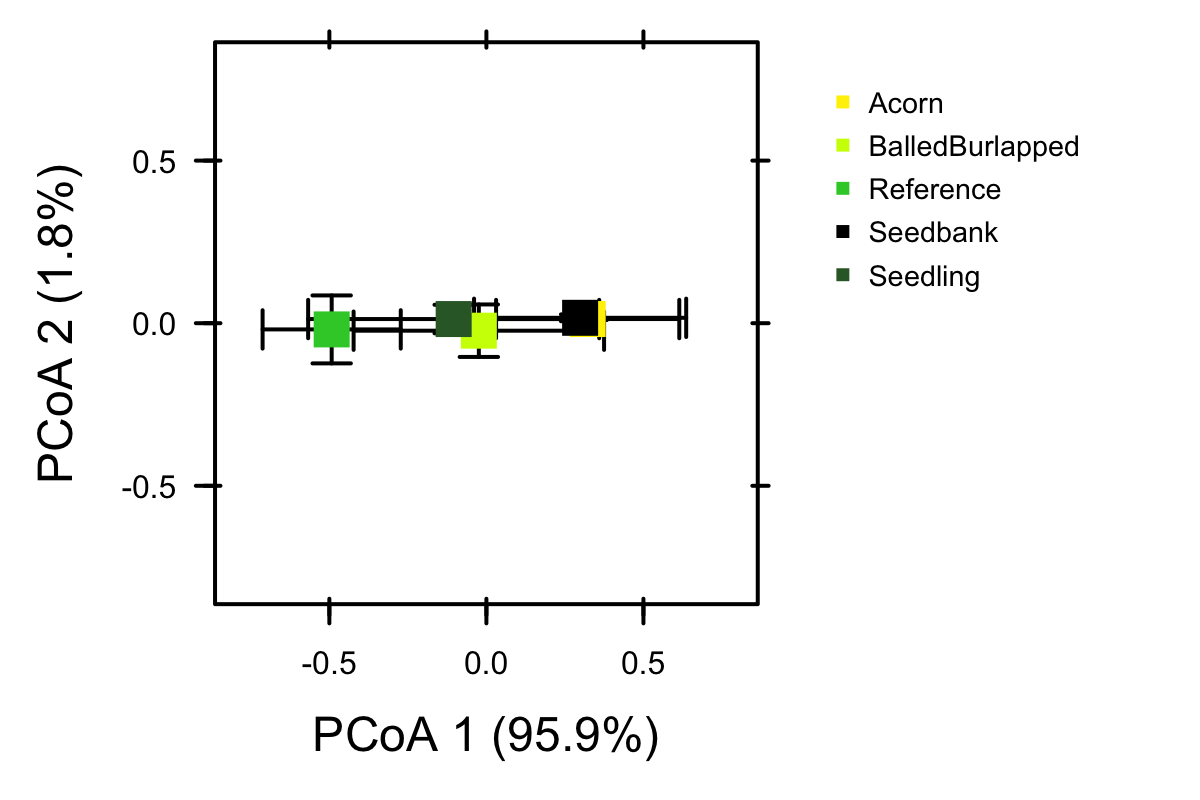 PCoA 2 (1.8%)
0.5
0.0
-0.5
-0.5 0.0 0.5
PCoA 1 (95.9%)
Acorn
BalledBurlapped
Reference
Seedbank
Seedling